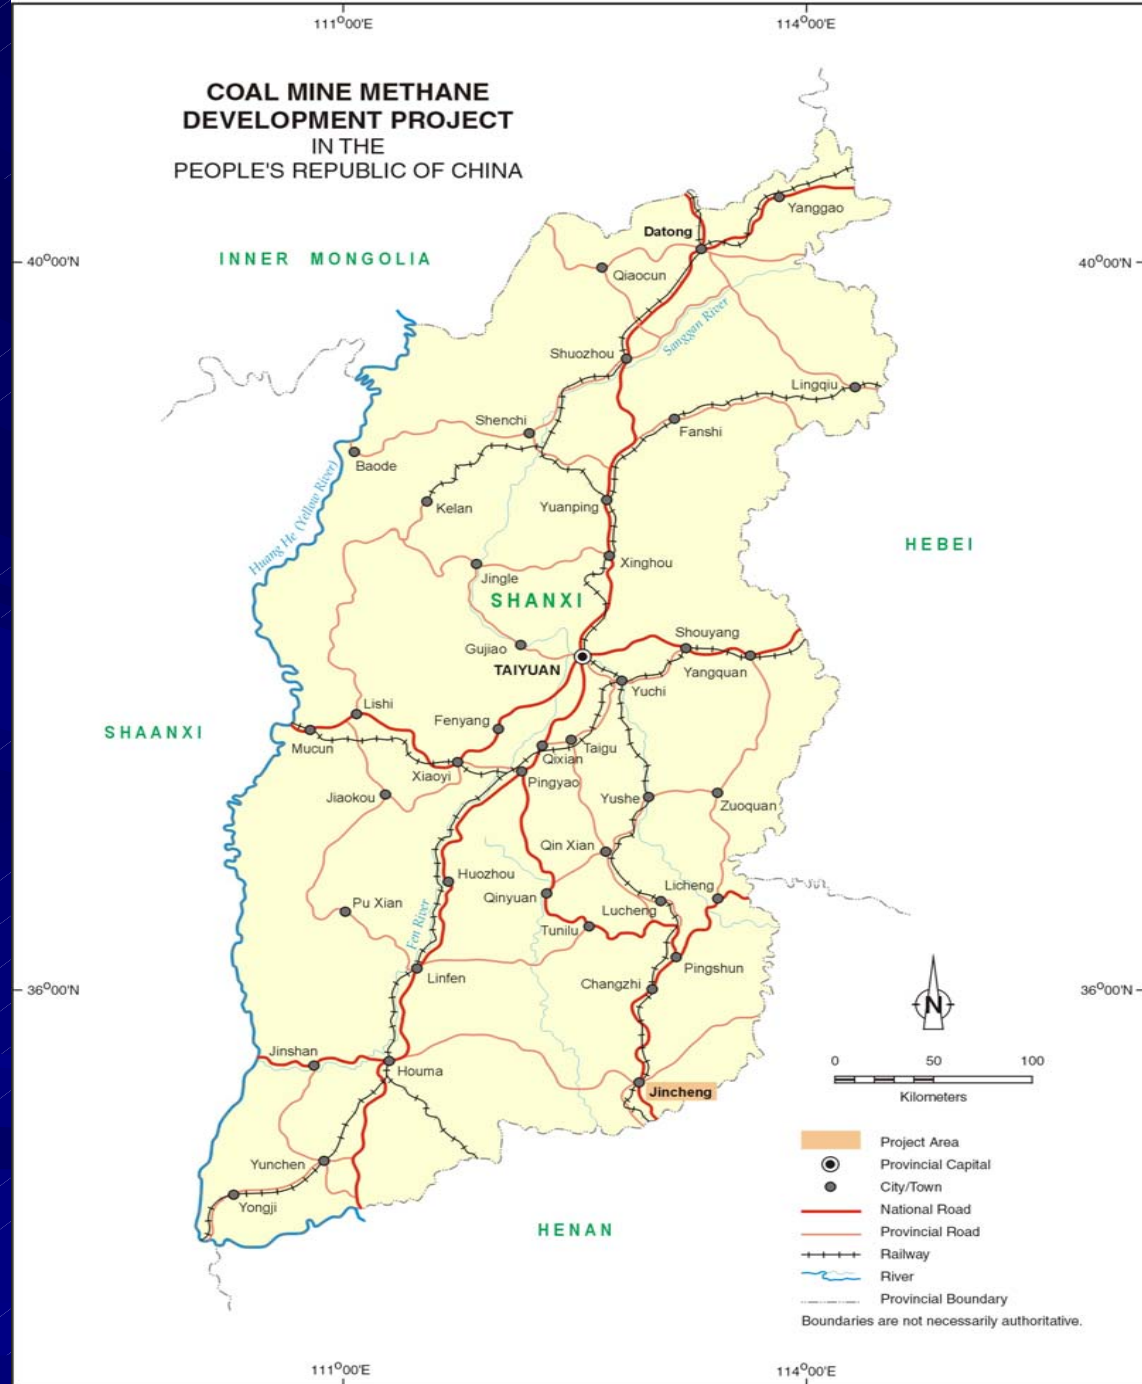 111°00'E
114°00'E
COAL MINE METHANE
DEVELOPMENT PROJECT
IN THE
PEOPLE'S REPUBLIC OF CHINA
Yanggao
Datong
INNER MONGOLIA
40°00'N
40°00'N
Qiaocun
Sanggan River
Shuozhou
Lingqiu
Shenchi
Fanshi
Baode
Kelan
Yuanping
Huang He (Yellow River)
HEBEI
Xinghou
Jingle
SHANXI
Shouyang
Gujiao
TAIYUAN
Yangquan
Yuchi
Lishi
Fenyang
SHAANXI
Mucun
Taigu
Qixian
Xiaoyi
Pingyao
Jiaokou
Yushe
Zuoquan
Qin Xian
Huozhou
Licheng
Qinyuan
Pu Xian
Lucheng
Fen River
Tunilu
Linfen
Pingshun
Changzhi
36°00'N
36°00'N
N
Jinshan
Houma
0 50 100
Kilometers
Jincheng
Project Area
Provincial Capital
Yunchen
City/Town
Yongji
National Road
HENAN
Provincial Road
Railway
River
Provincial Boundary
Boundaries are not necessarily authoritative.
111°00'E
114°00'E